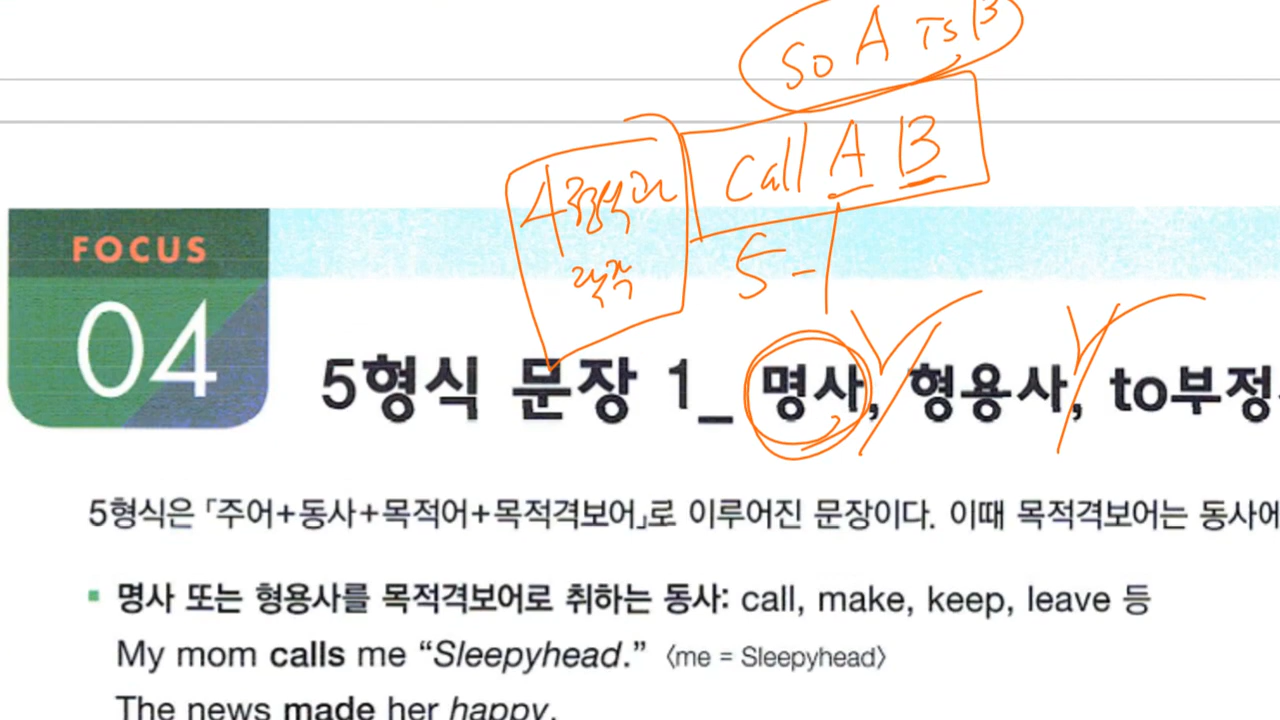 So A is B
call A B
4형식과
5
FOCUS
04
5형식 문장 1_ 명사, 형용사, to부정
5형식은 「주어+동사+목적어+목적격보어」로 이루어진 문장이다. 이때 목적격보어는 동사에
▪ 명사 또는 형용사를 목적격보어로 취하는 동사: call, make, keep, leave 등
My mom calls me “Sleepyhead.” 〈me = Sleepyhead〉
The news made her happy.